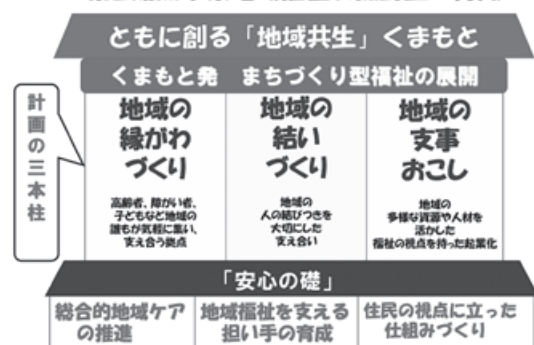 ともに創る「地域共生」くまもと
くまもと発 まちづくり型福祉の展開
計画の三本柱
地域の
縁がわ
づくり
高齢者、障がい者、
子どもなど地域の
誰もが気軽に集い、
支え合う拠点
地域の
結い
づくり
地域の
人の結びつきを
大切にした
支え合い
地域の
支事
おこし
地域の
多様な資源や人材を
活かした
福祉の視点を持った起業化
「安心の礎」
総合的地域ケア
の推進
地域福祉を支える
担い手の育成
住民の視点に立った
仕組みづくり